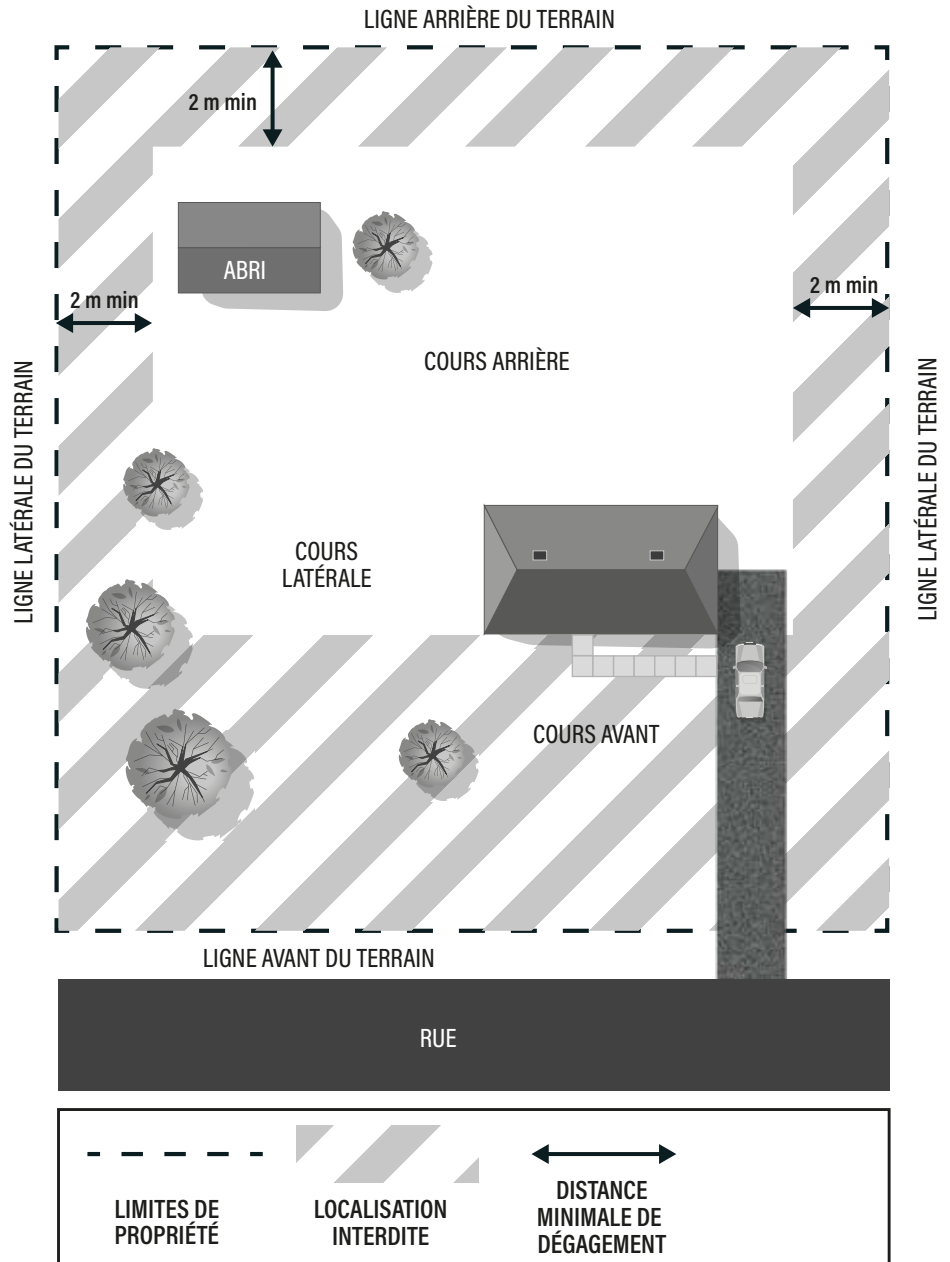 LIGNE ARRIÈRE DU TERRAIN
2 m min
ABRI
2 m min
2 m min
COURS ARRIÈRE
LIGNE LATÉRALE DU TERRAIN
LIGNE LATÉRALE DU TERRAIN
COURS
LATÉRALE
COURS AVANT
LIGNE AVANT DU TERRAIN
RUE
LIMITES DE
PROPRIÉTÉ
LOCALISATION
INTERDITE
DISTANCE
MINIMALE DE
DÉGAGEMENT